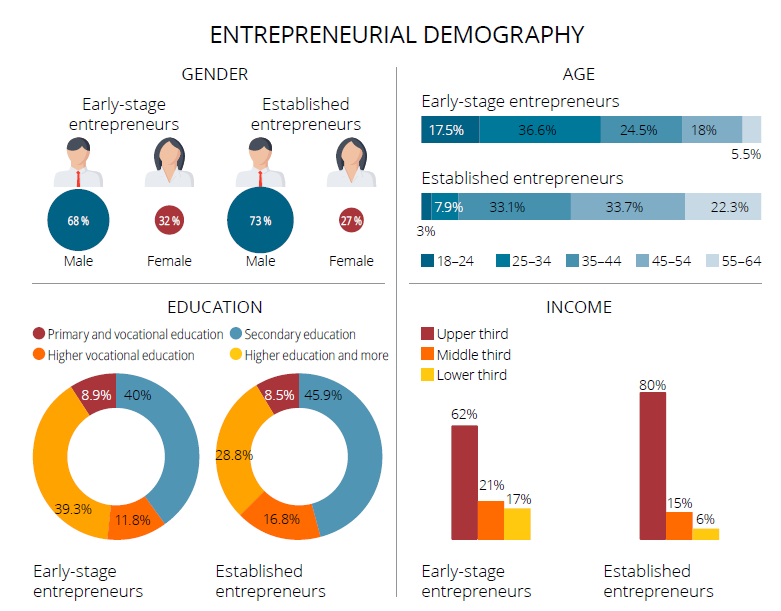 ENTREPRENEURIAL DEMOGRAPHY
GENDER
Early-stage
entrepreneurs
Established
entrepreneurs
68 %
32 %
73 %
27 %
Male
Female
Male
Female
AGE
Early-stage entrepreneurs
17.5%
36.6%
24.5%
18%
5.5%
Established entrepreneurs
7.9%
33.1%
33.7%
22.3%
3%
18–24
25–34
35–44
45–54
55–64
EDUCATION
Primary and vocational education
Secondary education
Higher vocational education
Higher education and more
8.9%
40%
39.3%
11.8%
8.5%
45.9%
28.8%
16.8%
Early-stage
entrepreneurs
Established
entrepreneurs
INCOME
Upper third
Middle third
Lower third
62%
21%
17%
80%
15%
6%
Early-stage
entrepreneurs
Established
entrepreneurs